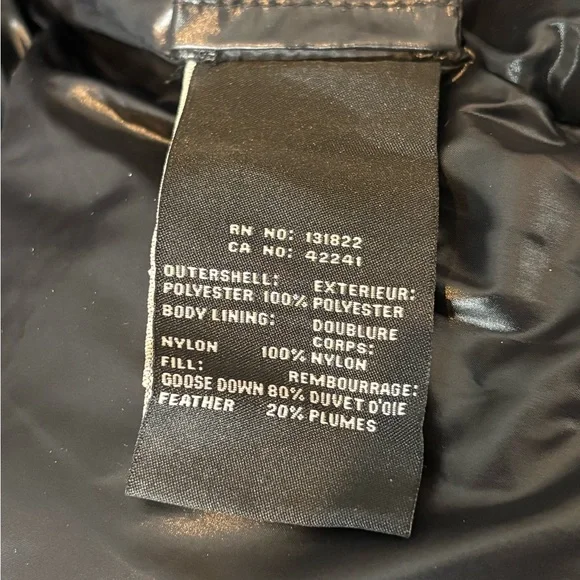 RN NO: 131822
CA NO: 42241
OUTERSHELL: EXTERIEUR:
POLYESTER 100% POLYESTER
BODY LINING: DOUBLURE
CORPS:
NYLON 100% NYLON
FILL: REMBOURRAGE:
GOOSE DOWN 80% DUVET D'OIE
FEATHER 20% PLUMES